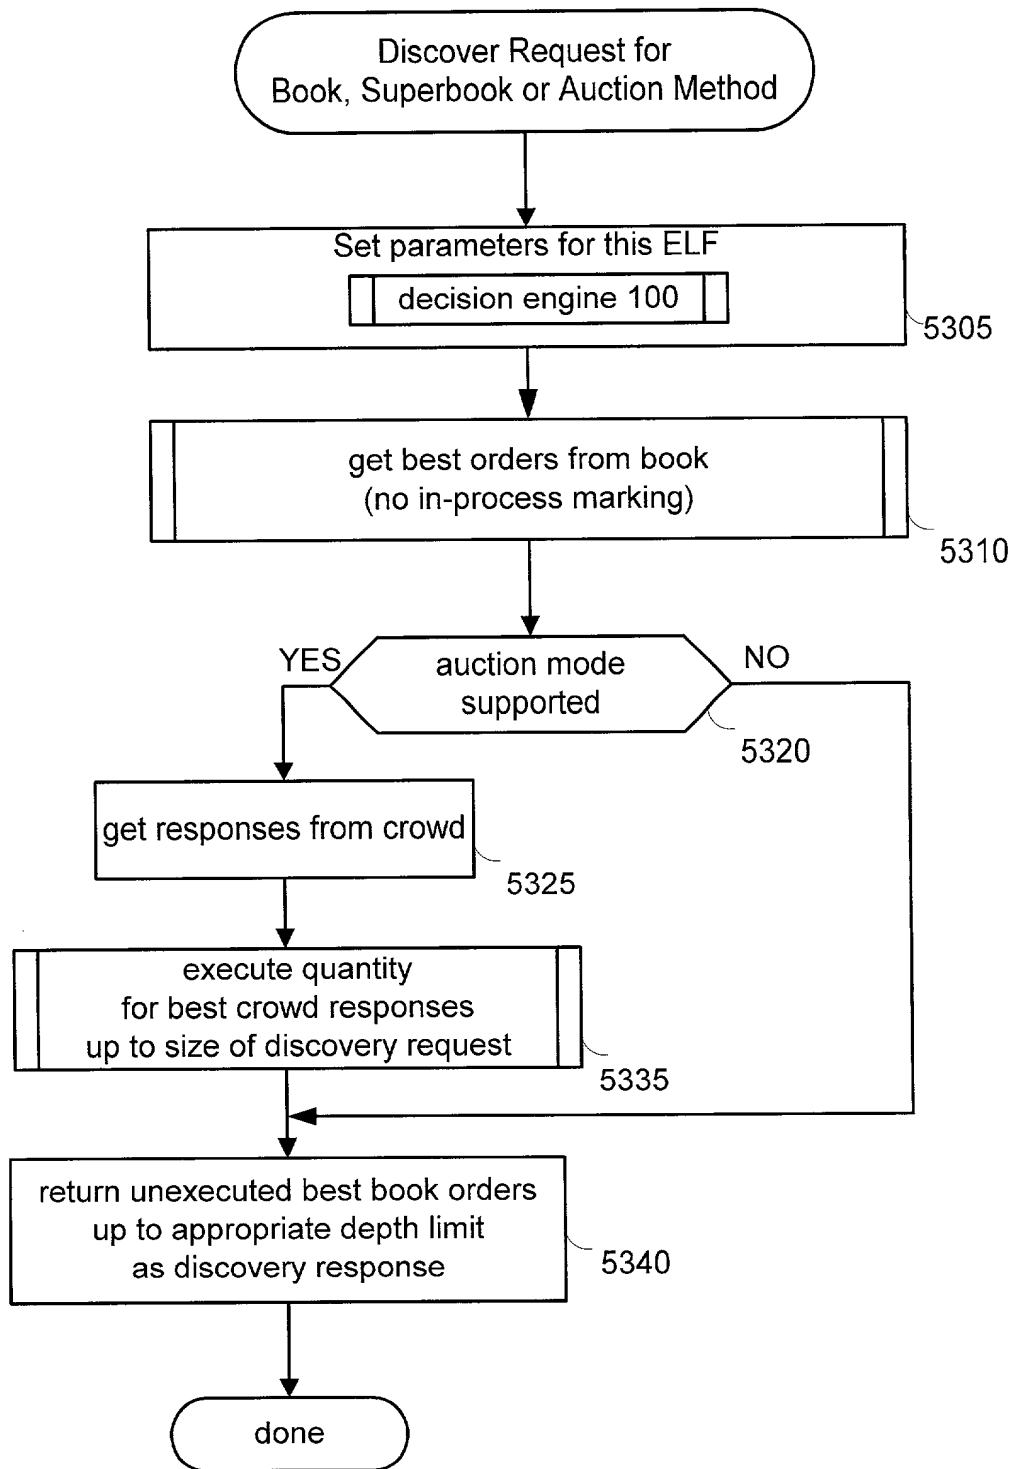 Discover Request for
Book, Superbook or Auction Method
Set parameters for this ELF
decision engine 100
5305
get best orders from book
(no in-process marking)
5310
YES
auction mode
supported
NO
5320
get responses from crowd
5325
execute quantity
for best crowd responses
up to size of discovery request
5335
return unexecuted best book orders
up to appropriate depth limit
as discovery response
5340
done